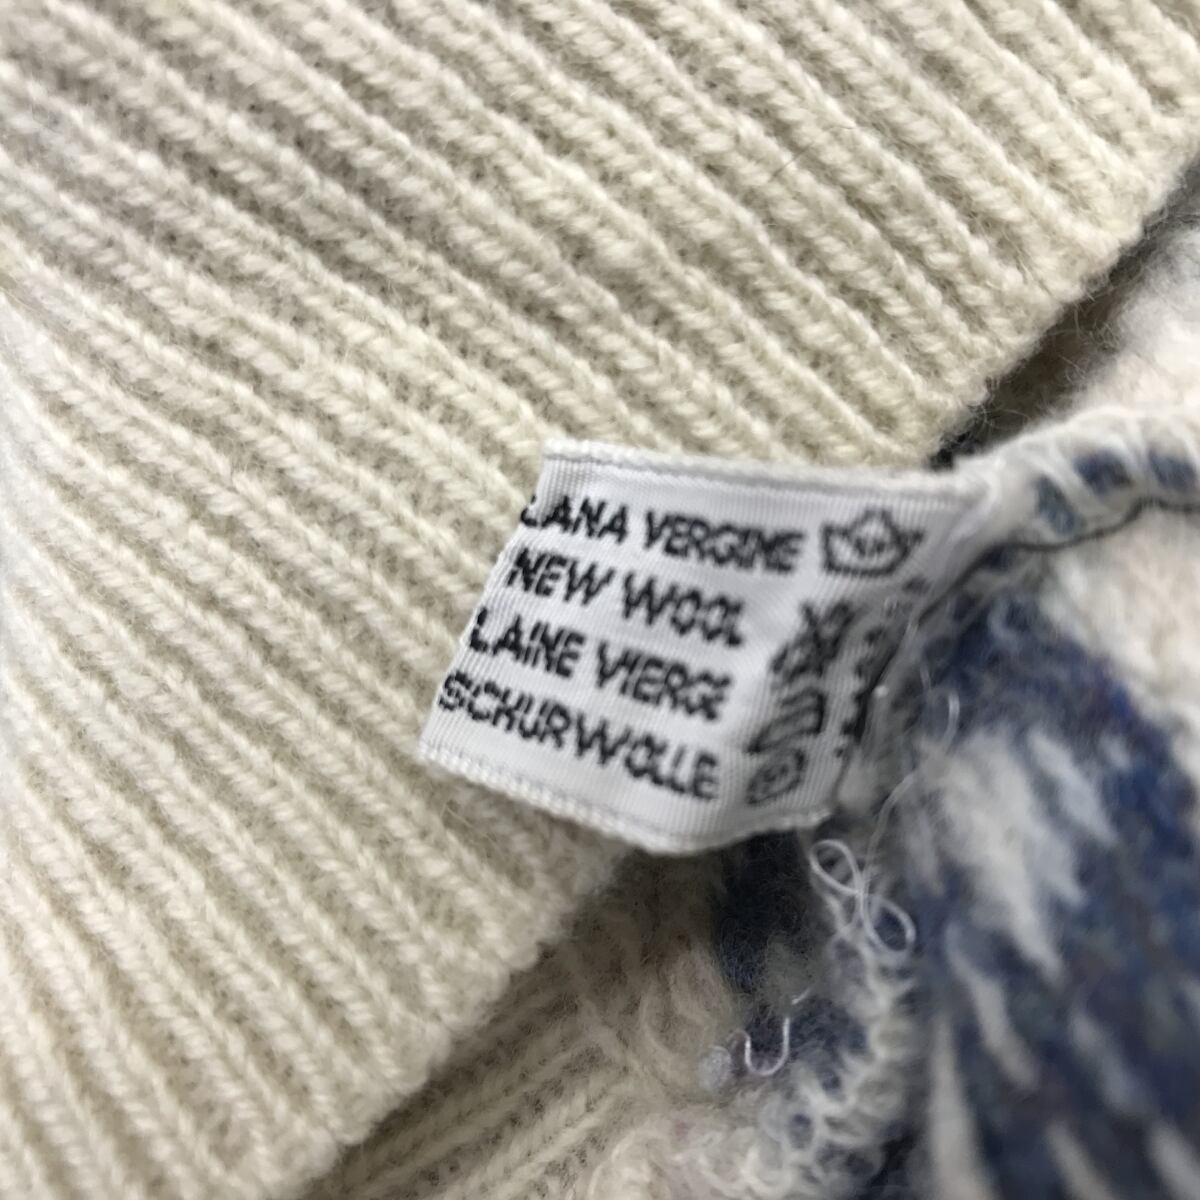 LANA VERGINE
NEW WOOL
LAINE VIERGE
SCHURWOLLE